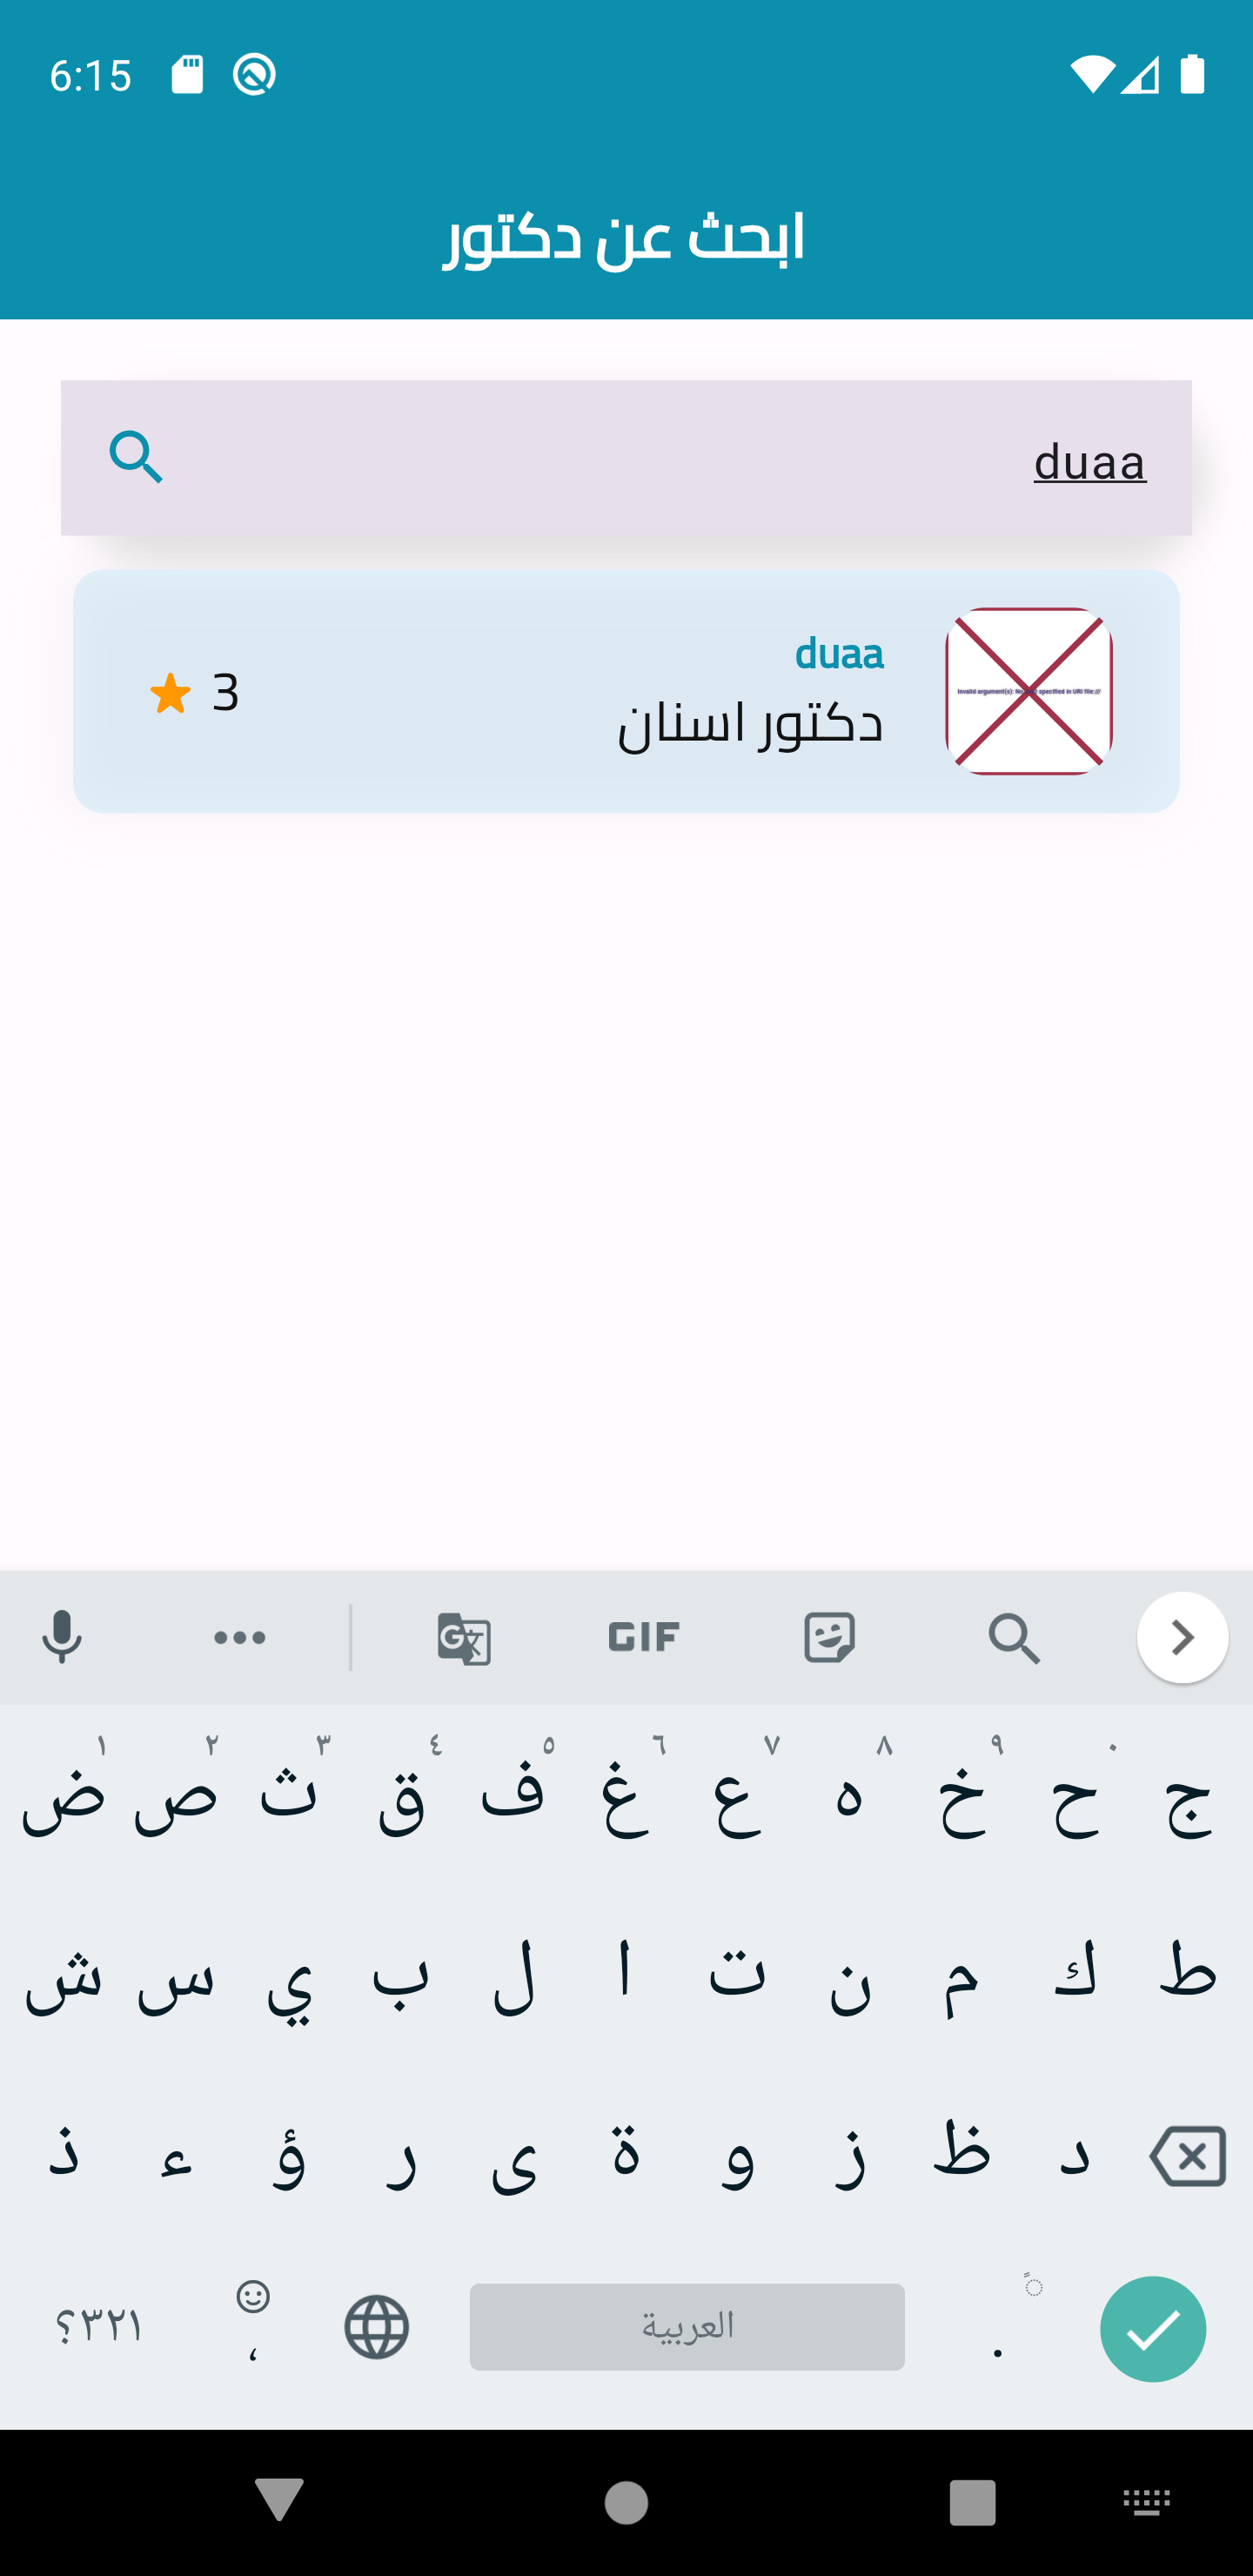 6:15
ابحث عن دكتور
duaa
duaa
دكتور اسنان
3
Invalid argument(s): No specified in URI file:///
GIF
١ ٢ ٣ ٤ ٥ ٦ ٧ ٨ ٩ ٠
ض ص ث ق ف غ ع ه خ ح ج
ش س ي ب ل ا ت ن م ك ط
ذ ء ؤ ر ى ة و ز ظ د
؟٣٢١ ، العربية .